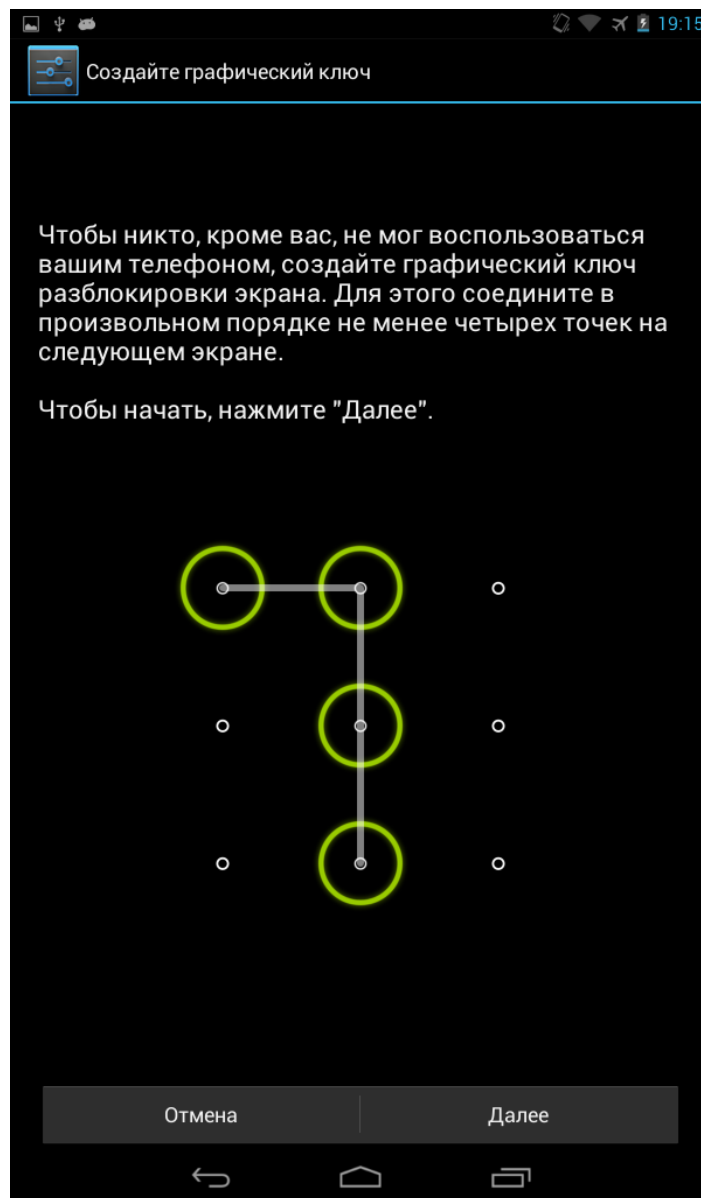 19:15
Создайте графический ключ
Чтобы никто, кроме вас, не мог воспользоваться
вашим телефоном, создайте графический ключ
разблокировки экрана. Для этого соедините в
произвольном порядке не менее четырех точек на
следующем экране.
Чтобы начать, нажмите "Далее".
Отмена
Далее